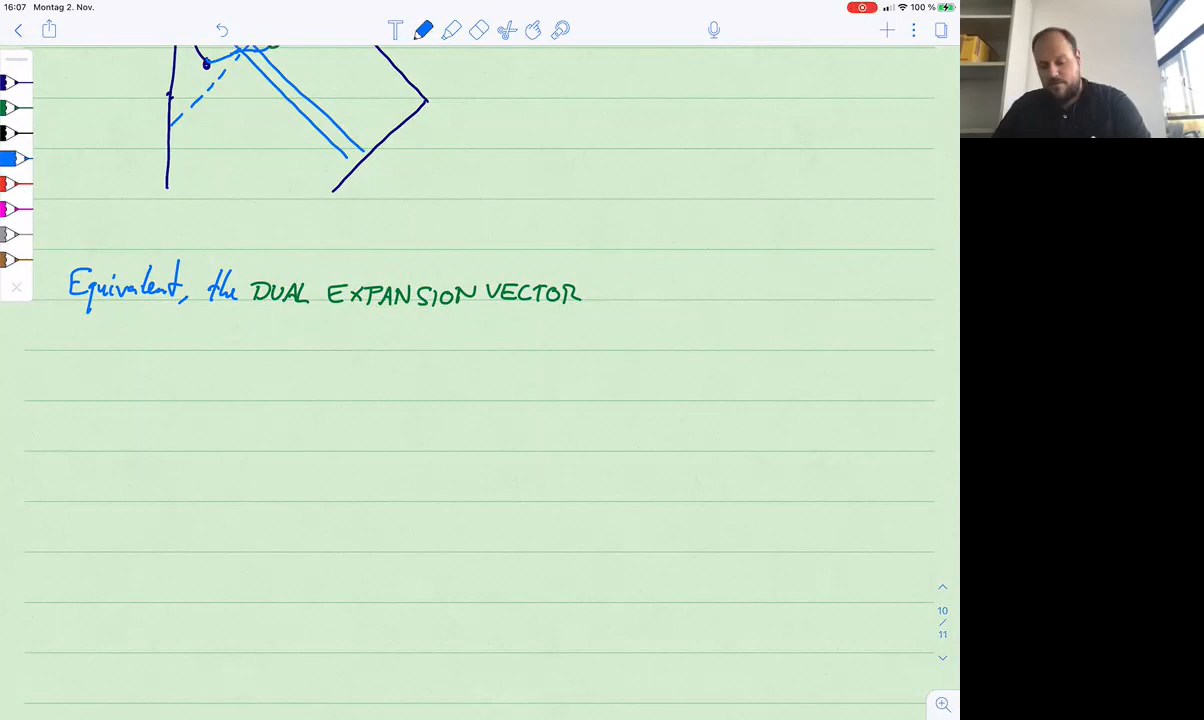 16:07 Montag 2. Nov.
100 %
T
Equivalent, the DUAL EXPANSION VECTOR
10
/
11